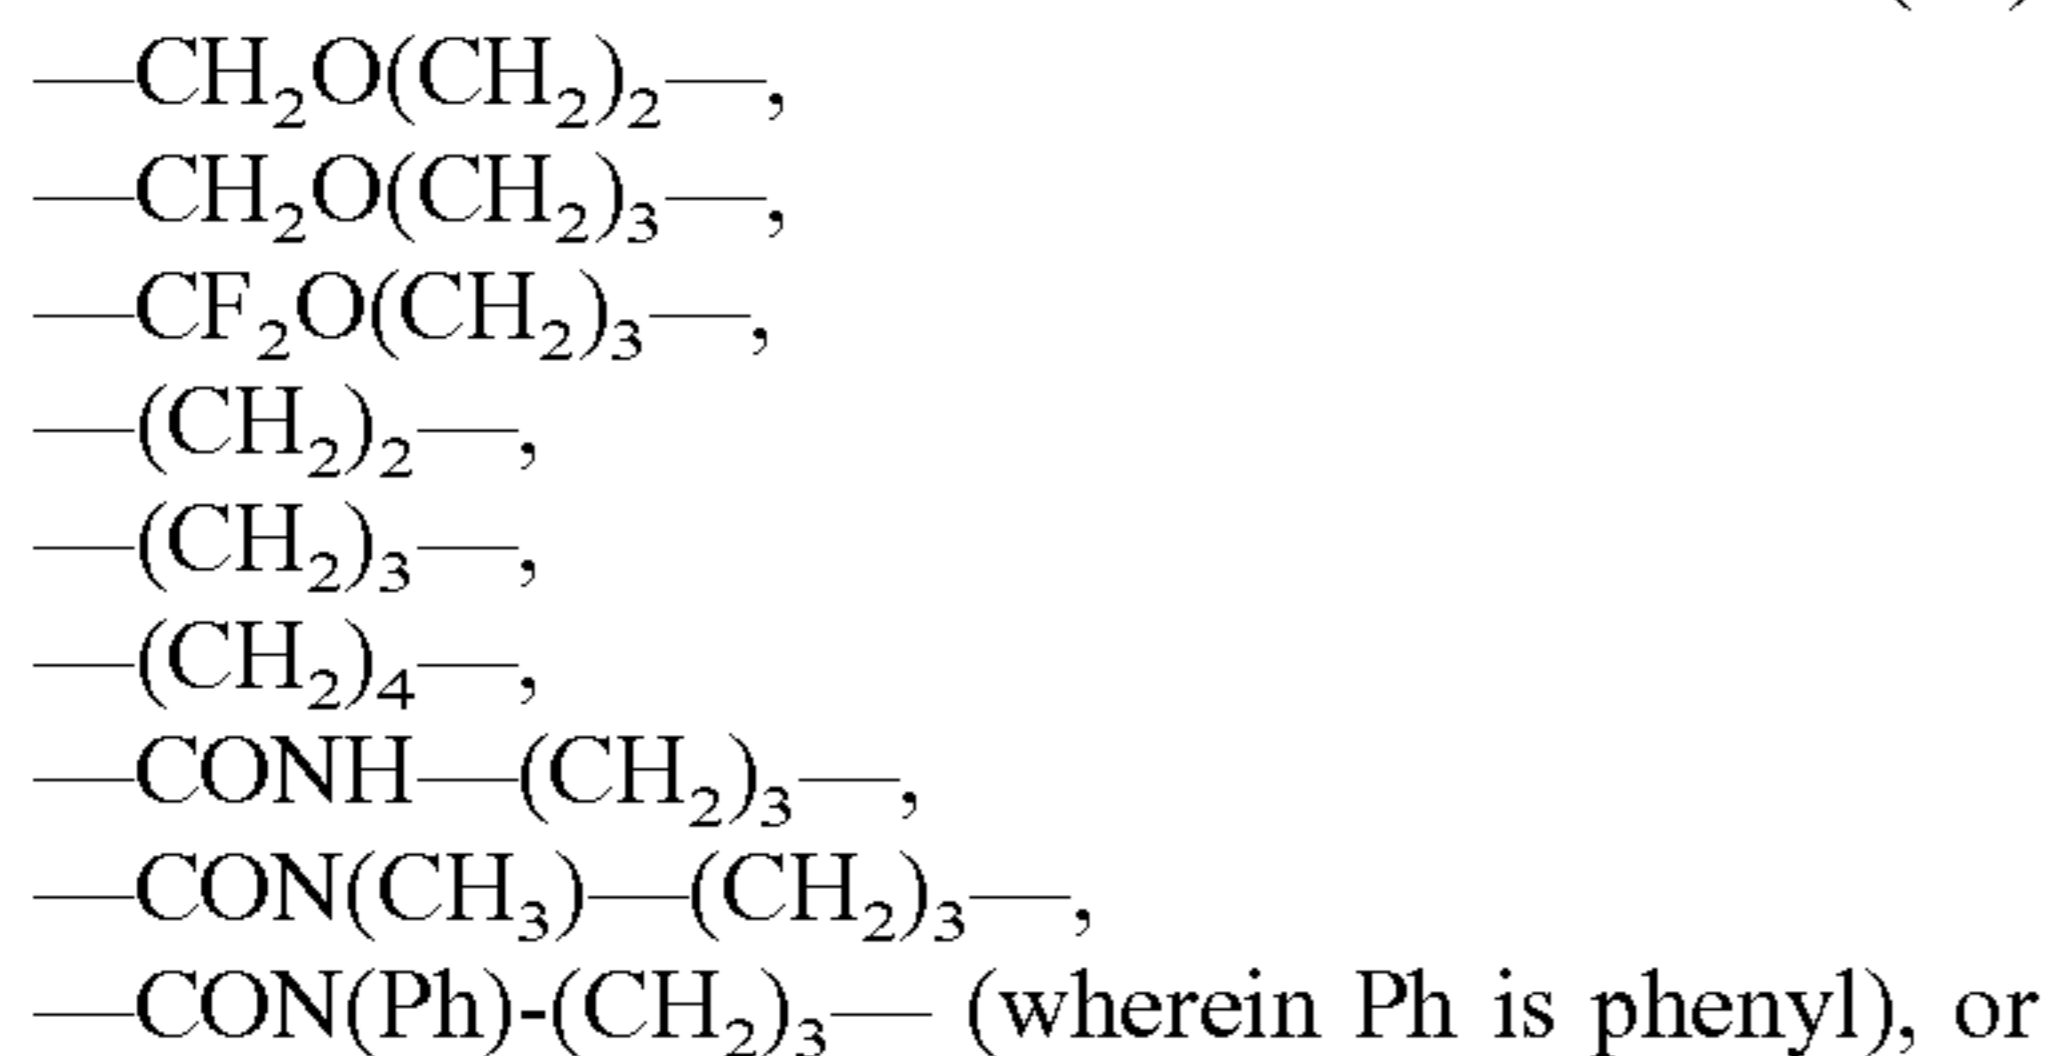 —CH₂O(CH₂)₂—,
—CH₂O(CH₂)₃—,
—CF₂O(CH₂)₃—,
—(CH₂)₂—,
—(CH₂)₃—,
—(CH₂)₄—,
—CONH—(CH₂)₃—,
—CON(CH₃)—(CH₂)₃—,
—CON(Ph)-(CH₂)₃— (wherein Ph is phenyl), or